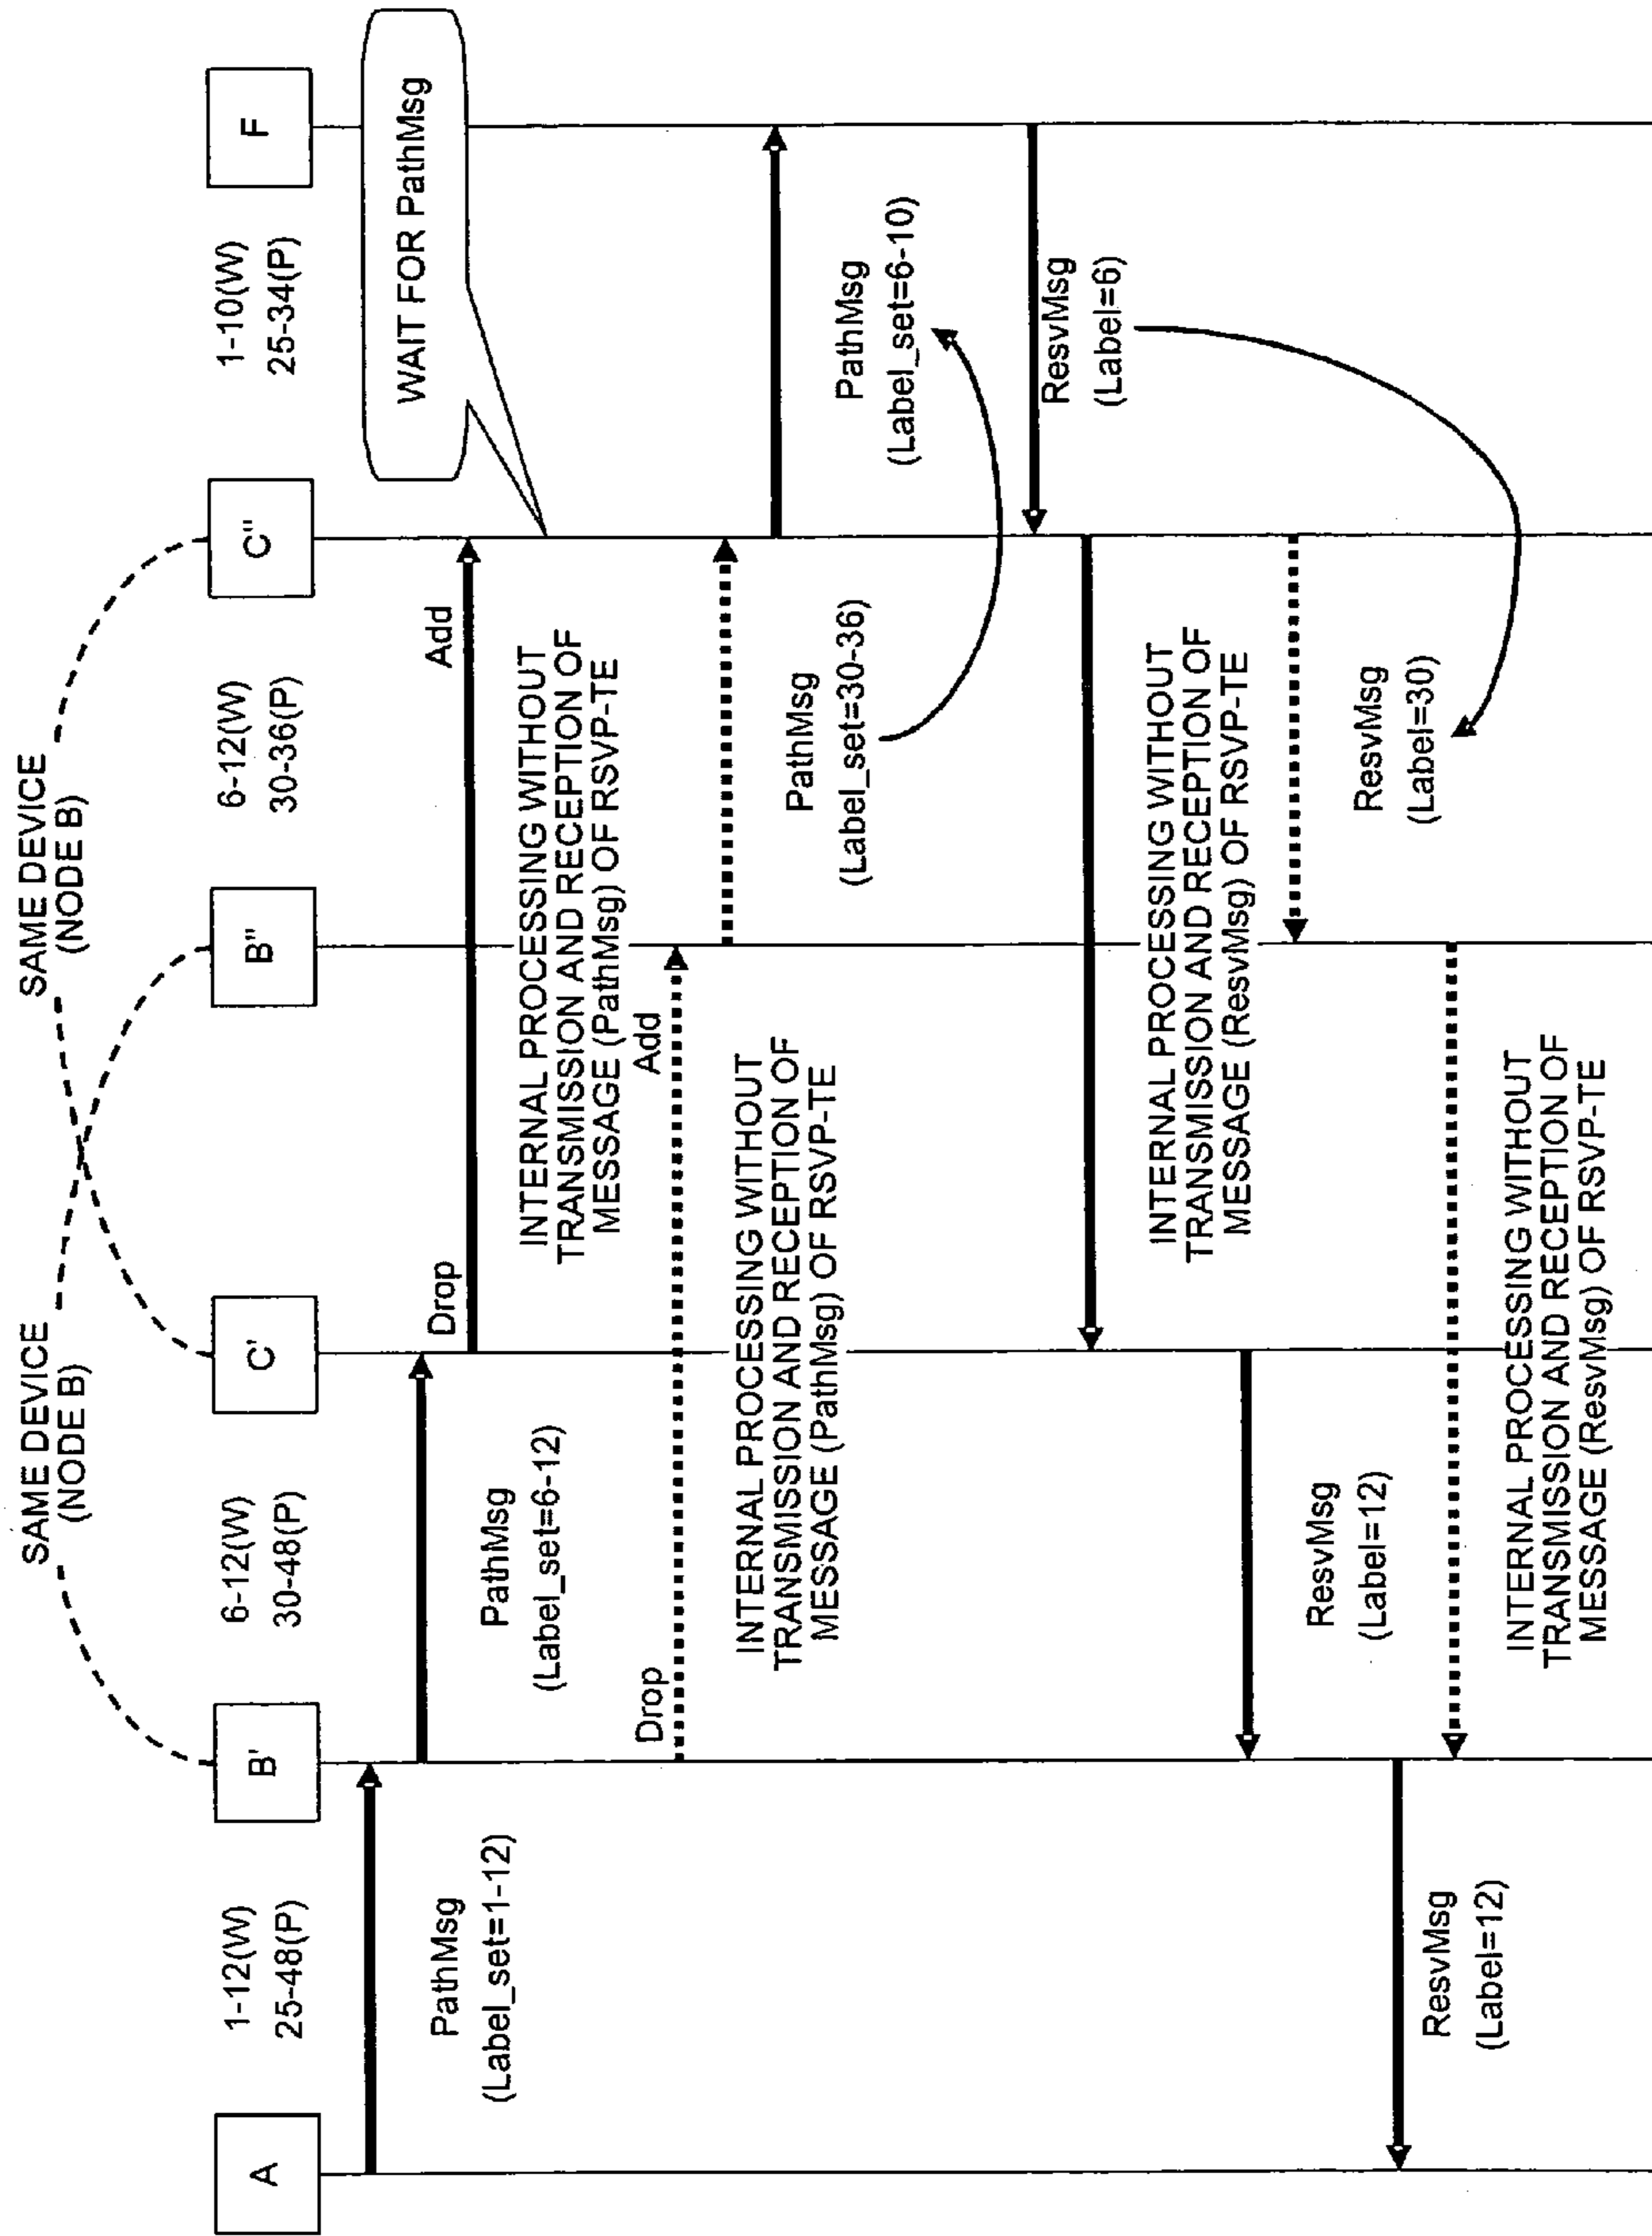 SAME DEVICE
(NODE B)
SAME DEVICE
(NODE B)
A
1-12(W)
25-48(P)
B'
6-12(W)
30-48(P)
C'
B"
6-12(W)
30-36(P)
C"
1-10(W)
25-34(P)
F
WAIT FOR PathMsg
PathMsg
(Label_set=1-12)
PathMsg
(Label_set=6-12)
Drop
Add
INTERNAL PROCESSING WITHOUT
TRANSMISSION AND RECEPTION OF
MESSAGE (PathMsg) OF RSVP-TE
Drop
Add
INTERNAL PROCESSING WITHOUT
TRANSMISSION AND RECEPTION OF
MESSAGE (PathMsg) OF RSVP-TE
PathMsg
(Label_set=30-36)
PathMsg
(Label_set=6-10)
ResvMsg
(Label=6)
INTERNAL PROCESSING WITHOUT
TRANSMISSION AND RECEPTION OF
MESSAGE (ResvMsg) OF RSVP-TE
ResvMsg
(Label=12)
ResvMsg
(Label=30)
ResvMsg
(Label=12)
INTERNAL PROCESSING WITHOUT
TRANSMISSION AND RECEPTION OF
MESSAGE (ResvMsg) OF RSVP-TE